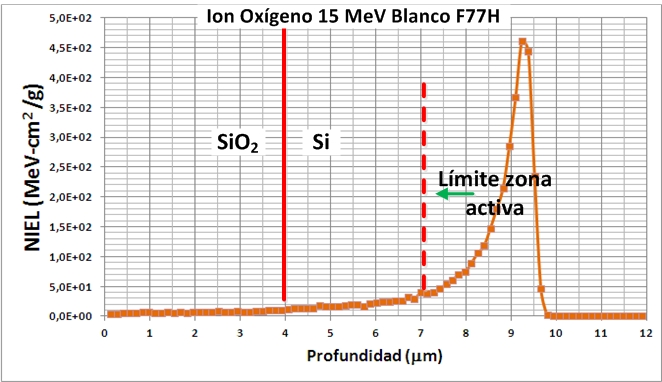 Ion Oxígeno 15 MeV Blanco F77H
5,0E+02
4,5E+02
4,0E+02
3,5E+02
3,0E+02
2,5E+02
2,0E+02
1,5E+02
1,0E+02
5,0E+01
0,0E+00
NIEL (MeV-cm² /g)
SiO₂
Si
Límite zona
activa
0 1 2 3 4 5 6 7 8 9 10 11 12
Profundidad (µm)